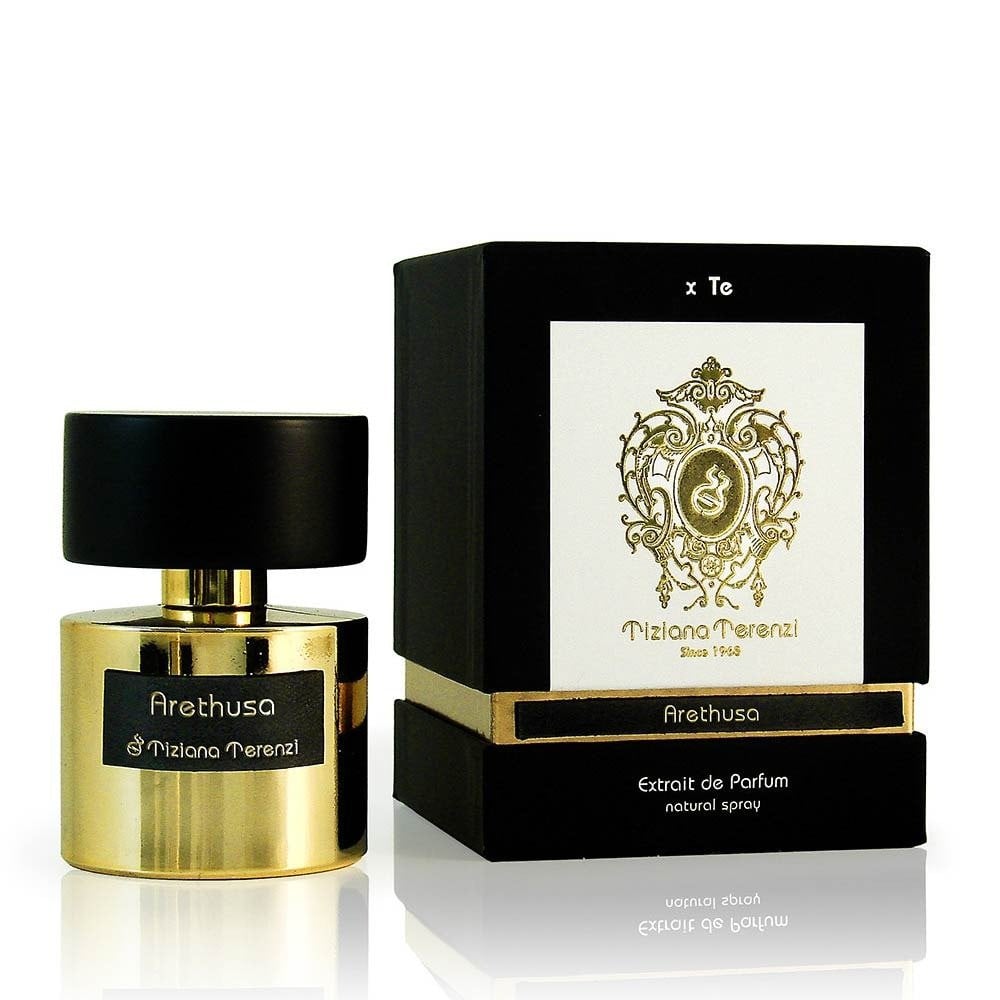 Arethusa
Tiziana Terenzi
x Te
Tiziana Terenzi
Since 1968
Arethusa
Extrait de Parfum
natural spray